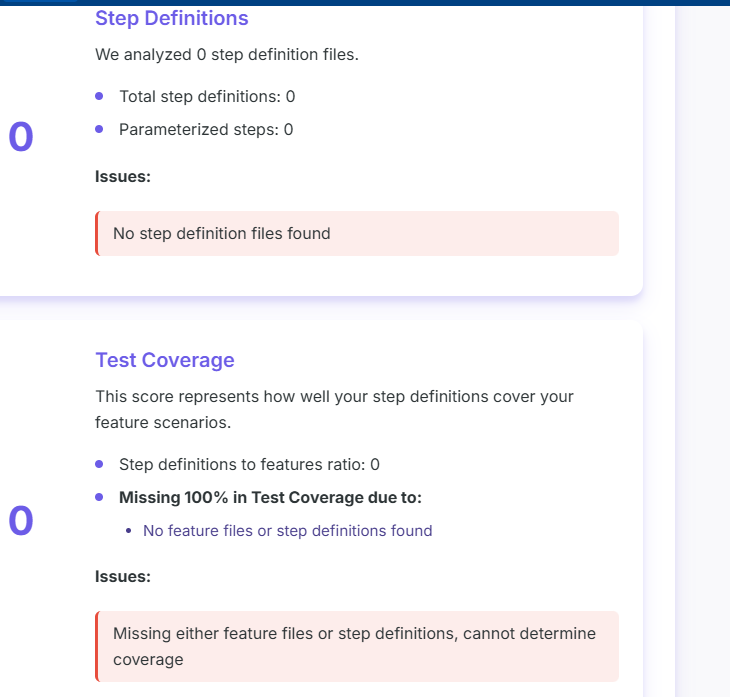 Step Definitions
We analyzed 0 step definition files.
Total step definitions: 0
Parameterized steps: 0
0
Issues:
No step definition files found
Test Coverage
This score represents how well your step definitions cover your
feature scenarios.
Step definitions to features ratio: 0
Missing 100% in Test Coverage due to:
No feature files or step definitions found
0
Issues:
Missing either feature files or step definitions, cannot determine
coverage